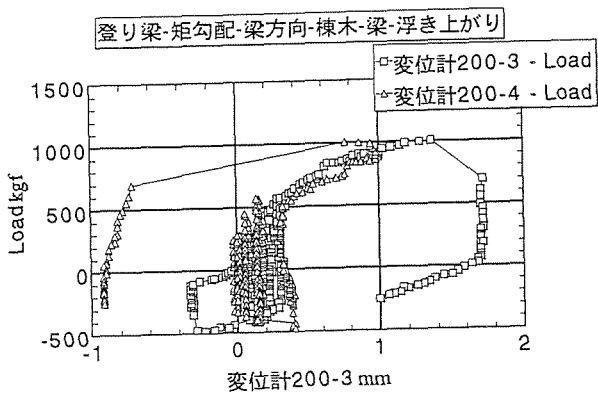 登り梁-矩勾配-梁方向-棟木-梁-浮き上がり
変位計200-3 - Load
変位計200-4 - Load
1500
1000
500
0
-500
Load kgf
-1
0
1
2
変位計200-3 mm